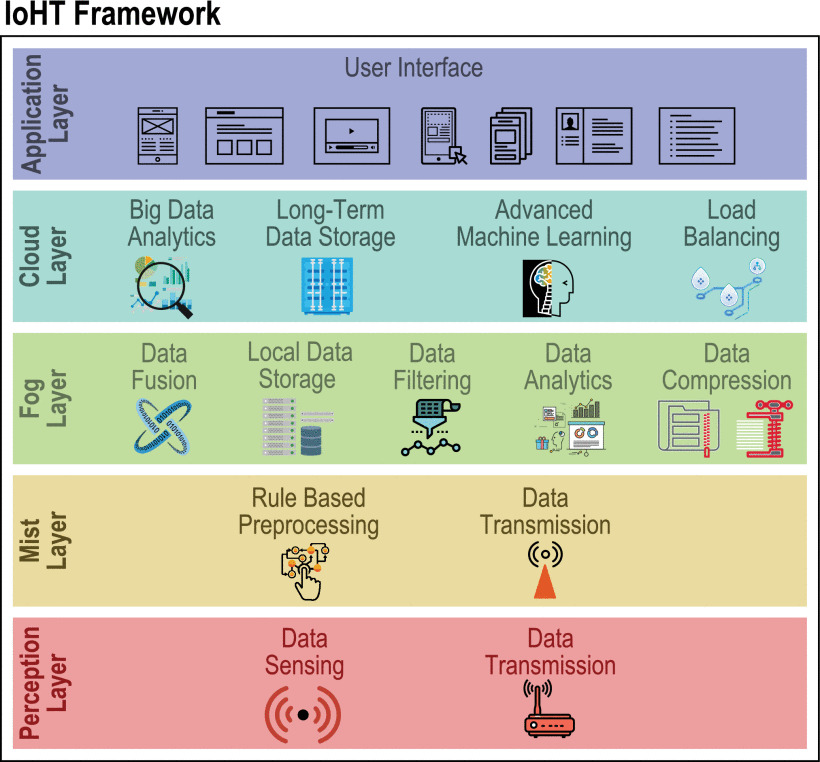 IoHT Framework
Application
Layer
User Interface
Cloud
Layer
Big Data
Analytics
Long-Term
Data Storage
Advanced
Machine Learning
Load
Balancing
Fog
Layer
Data
Fusion
Local Data
Storage
Data
Filtering
Data
Analytics
Data
Compression
Mist
Layer
Rule Based
Preprocessing
Data
Transmission
Perception
Layer
Data
Sensing
Data
Transmission